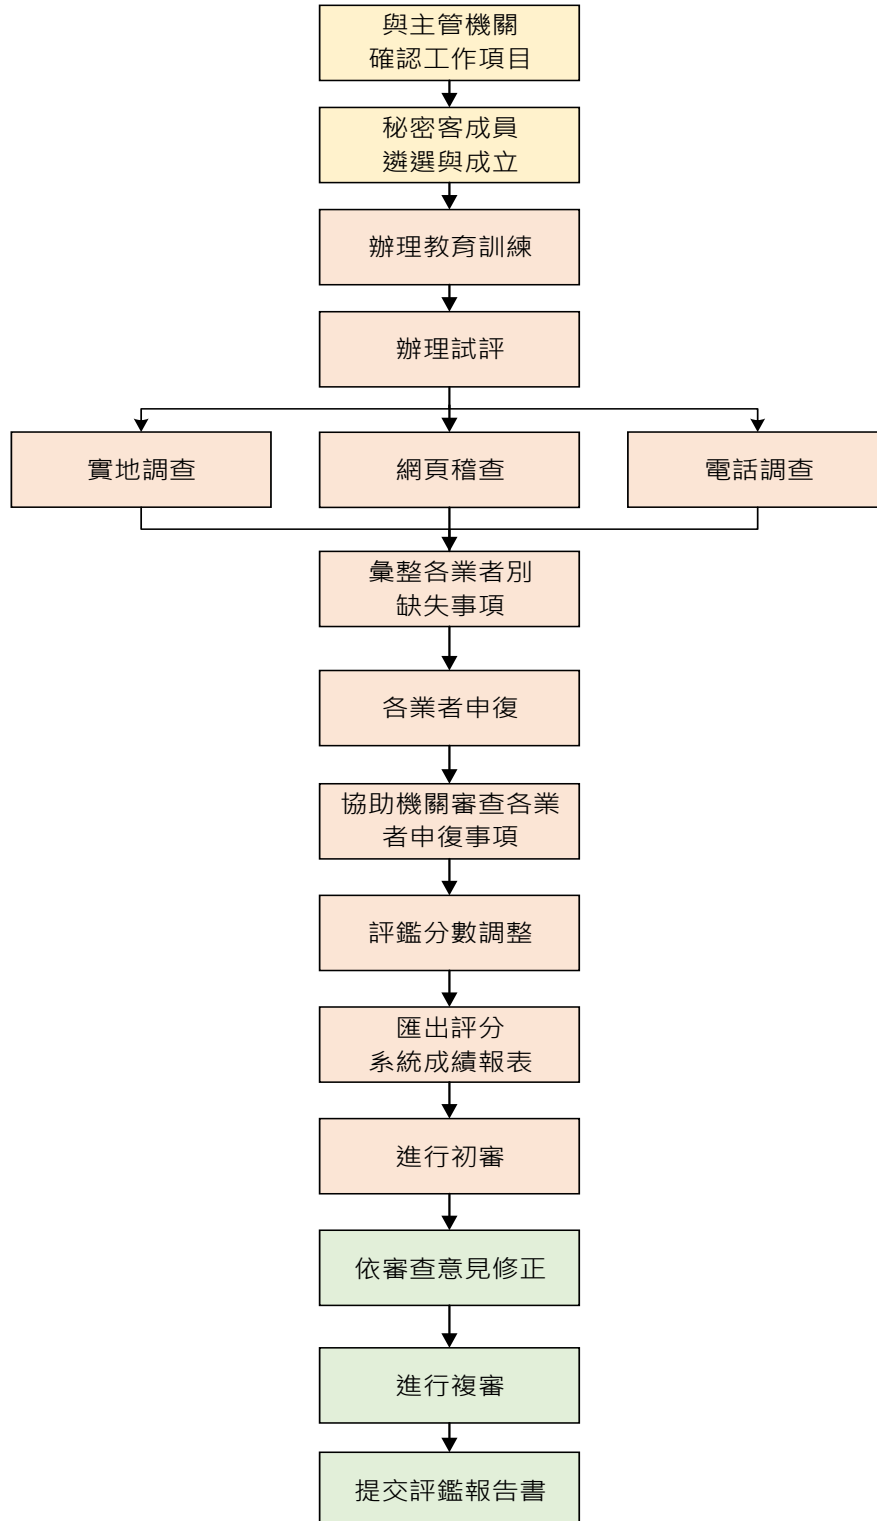 與主管機關
確認工作項目
秘密客成員
遴選與成立
辦理教育訓練
辦理試評
實地調查
網頁稽查
電話調查
彙整各業者別
缺失事項
各業者申復
協助機關審查各業
者申復事項
評鑑分數調整
匯出評分
系統成績報表
進行初審
依審查意見修正
進行複審
提交評鑑報告書